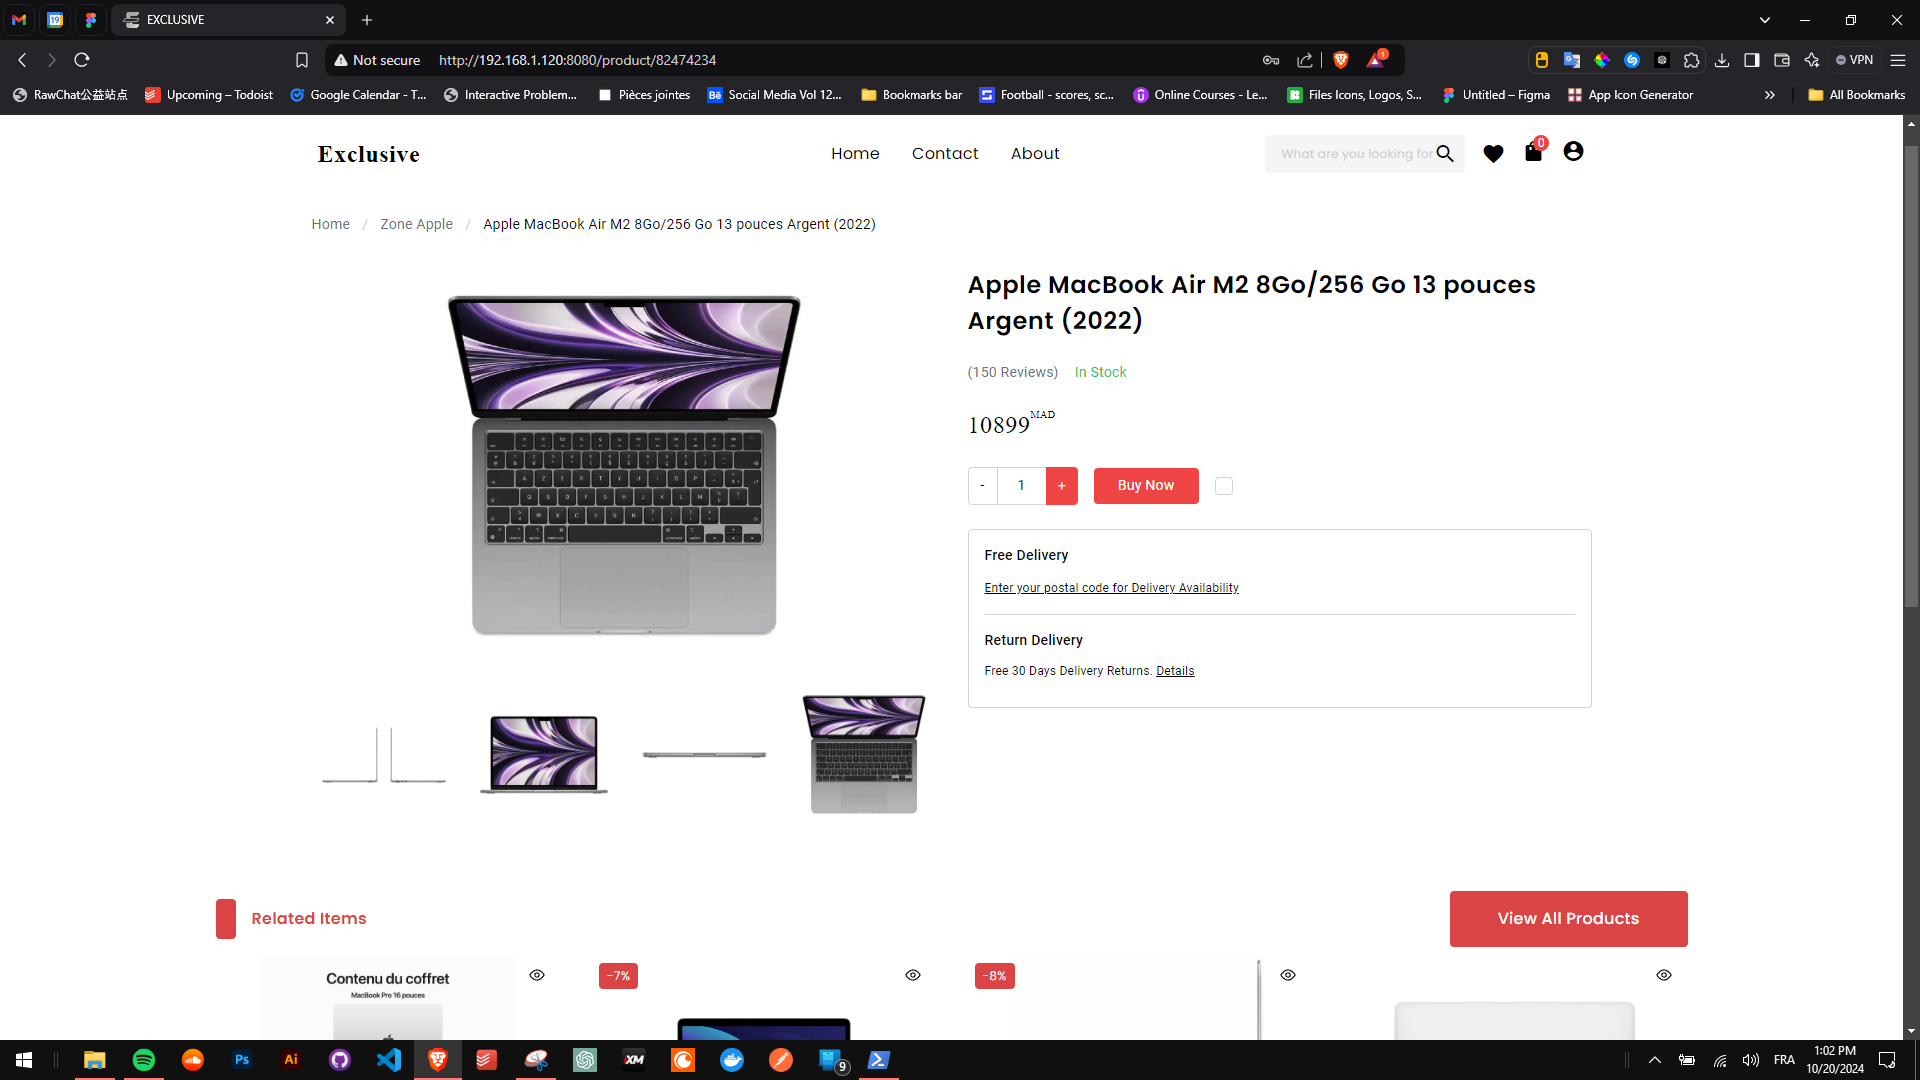 EXCLUSIVE
Not secure http://192.168.1.120:8080/product/82474234
1
VPN
RawChat公益站点
Upcoming – Todoist
Google Calendar - T...
Interactive Problem...
Pièces jointes
Social Media Vol 12...
Bookmarks bar
Football - scores, sc...
Online Courses - Le...
Files Icons, Logos, S...
Untitled – Figma
App Icon Generator
All Bookmarks
Exclusive
Home
Contact
About
What are you looking for
0
Home / Zone Apple / Apple MacBook Air M2 8Go/256 Go 13 pouces Argent (2022)
Apple MacBook Air M2 8Go/256 Go 13 pouces
Argent (2022)
(150 Reviews) In Stock
10899 MAD
- 1 + Buy Now
Free Delivery
Enter your postal code for Delivery Availability
Return Delivery
Free 30 Days Delivery Returns. Details
Related Items
View All Products
Contenu du coffret
MacBook Pro 16 pouces
-7%
-8%
Ps
Ai
XM
9
FRA
1:02 PM
10/20/2024